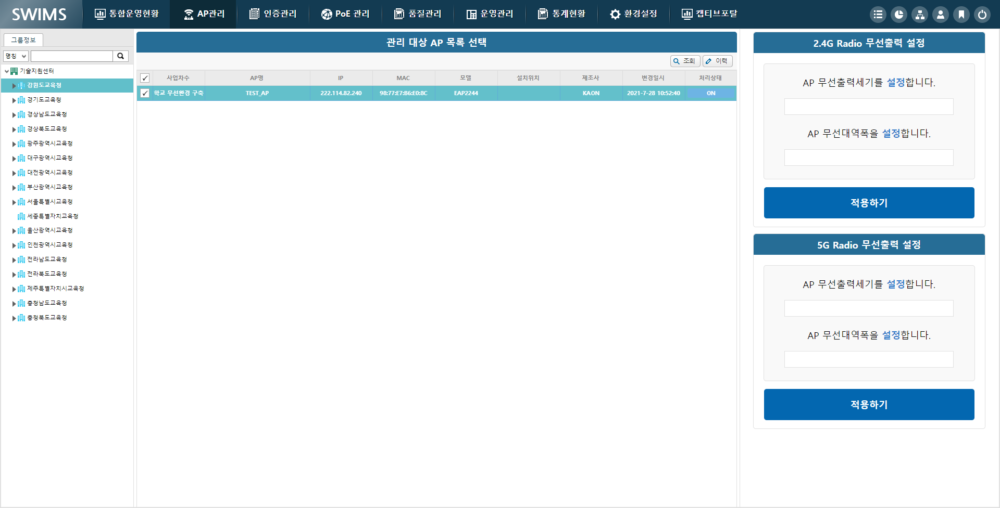 SWIMS
통합운영현황
AP관리
인증관리
PoE 관리
품질관리
운영관리
통계현황
환경설정
캡티브포탈
그룹정보
명칭
기술지원센터
강원도교육청
경기도교육청
경상남도교육청
경상북도교육청
광주광역시교육청
대구광역시교육청
대전광역시교육청
부산광역시교육청
서울특별시교육청
세종특별자치교육청
울산광역시교육청
인천광역시교육청
전라남도교육청
전라북도교육청
제주특별자치시교육청
충청남도교육청
충청북도교육청
관리 대상 AP 목록 선택
조회
이력
사업차수 AP명 IP MAC 모델 설치위치 제조사 변경일시 처리상태
학교 무선환경 구축 TEST_AP 222.114.82.240 98:77:E7:B6:E0:8C EAP2244 KAON 2021-7-28 10:52:40 ON
2.4G Radio 무선출력 설정
AP 무선출력세기를 설정합니다.
AP 무선대역폭을 설정합니다.
적용하기
5G Radio 무선출력 설정
AP 무선출력세기를 설정합니다.
AP 무선대역폭을 설정합니다.
적용하기